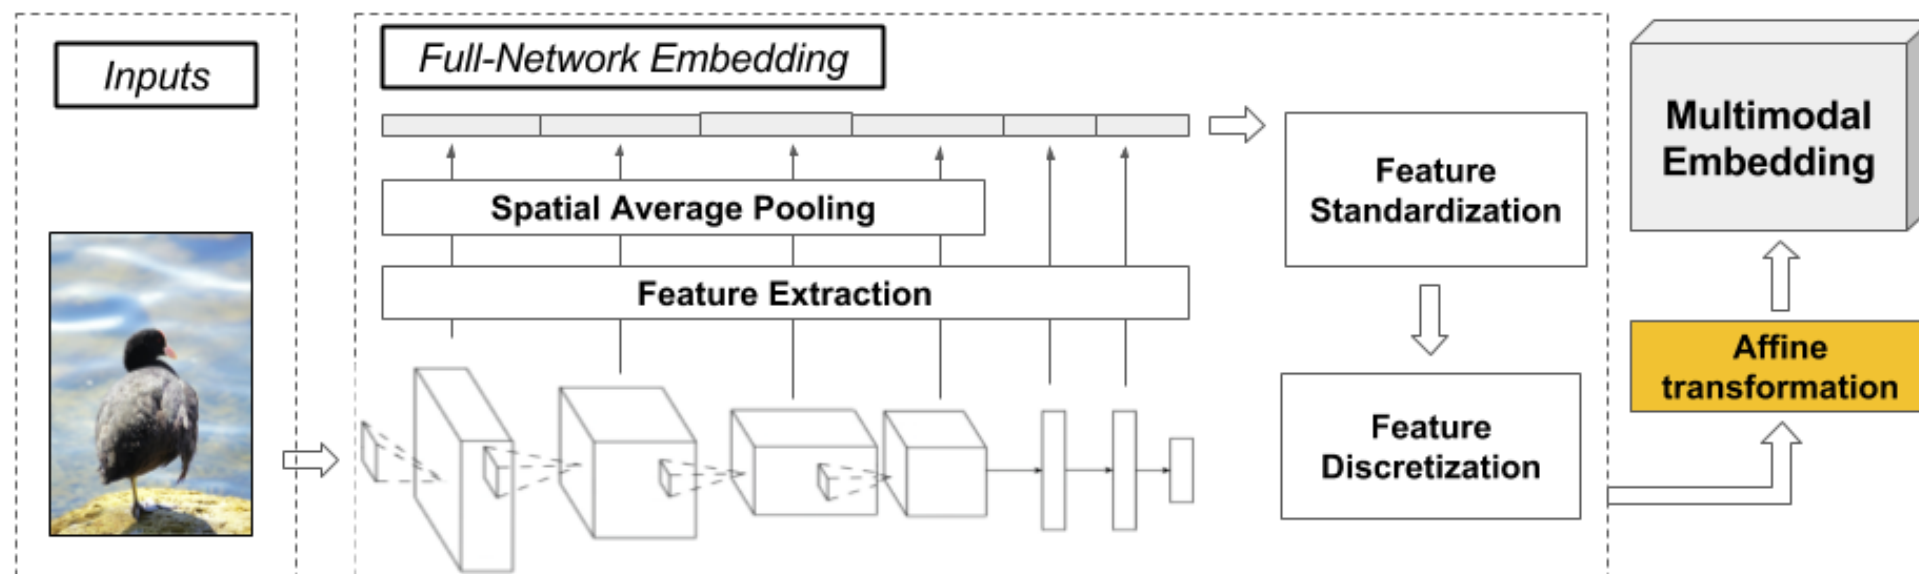 Inputs
Full-Network Embedding
Spatial Average Pooling
Feature Extraction
Feature
Standardization
Feature
Discretization
Multimodal
Embedding
Affine
transformation